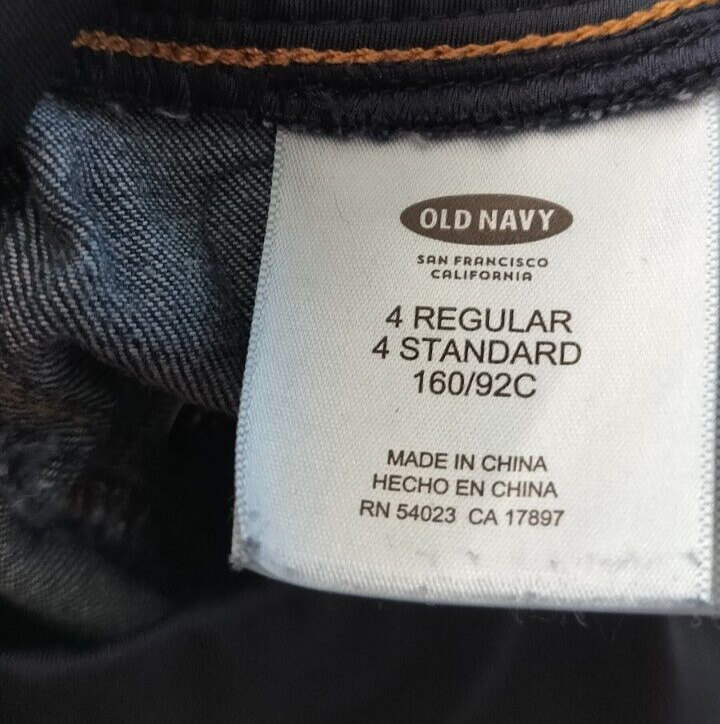 OLD NAVY
SAN FRANCISCO
CALIFORNIA
4 REGULAR
4 STANDARD
160/92C
MADE IN CHINA
HECHO EN CHINA
RN 54023 CA 17897